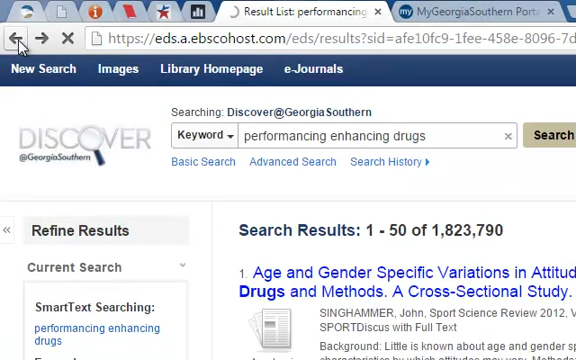 Result List: performancing
MyGeorgiaSouthern Porta
https://eds.a.ebscohost.com/eds/results?sid=afe10fc9-1fee-458e-8096-7d
New Search Images Library Homepage e-Journals
Searching: Discover@GeorgiaSouthern
DISCOVER
@GeorgiaSouthern
Keyword performancing enhancing drugs Search
Basic Search Advanced Search Search History
Refine Results
Search Results: 1 - 50 of 1,823,790
Current Search
1. Age and Gender Specific Variations in Attitud
Drugs and Methods. A Cross-Sectional Study.
SmartText Searching:
performancing enhancing
drugs
SINGHAMMER, John, Sport Science Review 2012, V
SPORTDiscus with Full Text
Background: Little is known about age and gender s